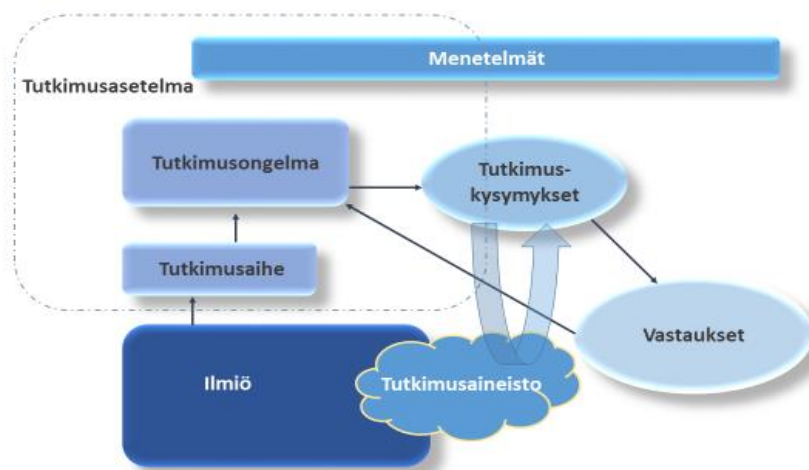 Menetelmät
Tutkimusasetelma
Tutkimusongelma
Tutkimus-
kysymykset
Tutkimusaihe
Vastaukset
Ilmiö
Tutkimusaineisto